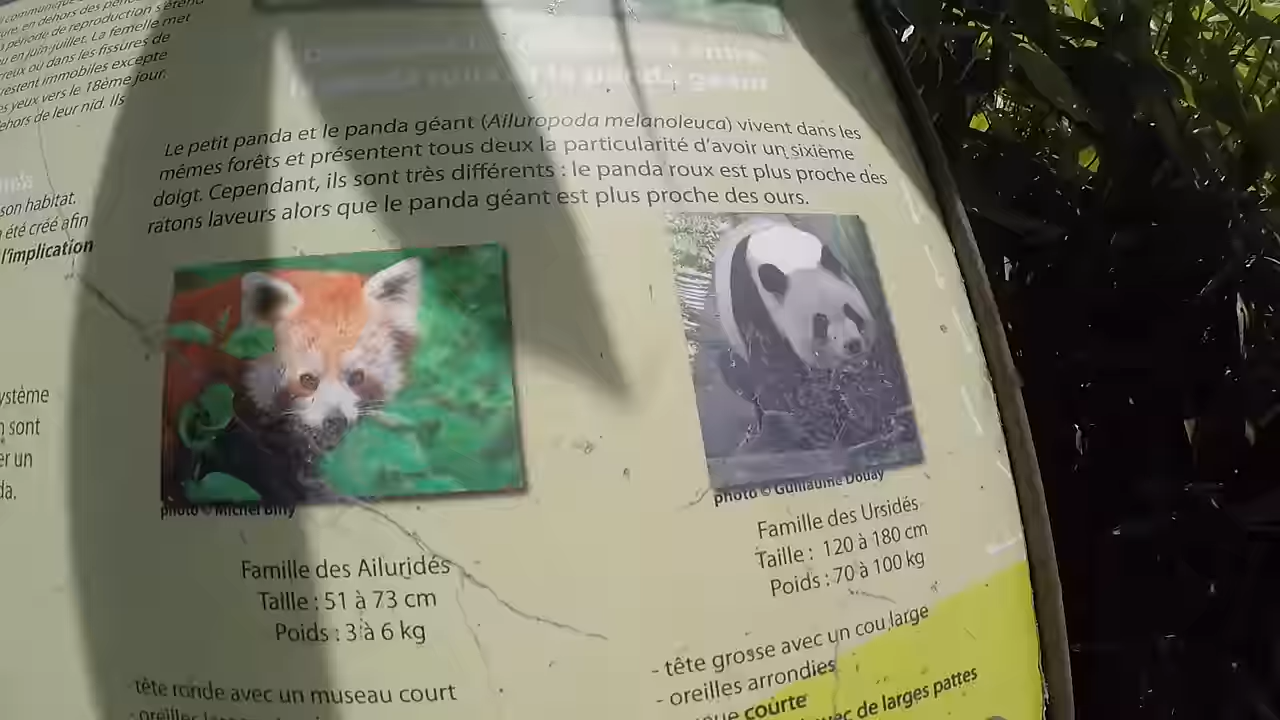 communique
en dehors des
période de reproduction s'étend
en juin-juillet. La femelle met
creux ou dans les fissures de
restent immobiles excepte
yeux vers le 18ème jour.
dehors de leur nid. Ils
son habitat.
été créé afin
l'implication
sont
er un
Le petit panda et le panda géant (Ailuropoda melanoleuca) vivent dans les
mêmes forêts et présentent tous deux la particularité d'avoir un sixième
doigt. Cependant, ils sont très différents : le panda roux est plus proche des
ratons laveurs alors que le panda géant est plus proche des ours.
photo © Michel
Famille des Ailuridés
Taille : 51 à 73 cm
Poids : 3 à 6 kg
- tête ronde avec un museau court
photo © Guillaume Douay
Famille des Ursidés
Taille : 120 à 180 cm
Poids : 70 à 100 kg
- tête grosse avec un cou large
- oreilles arrondies
courte
de larges pattes